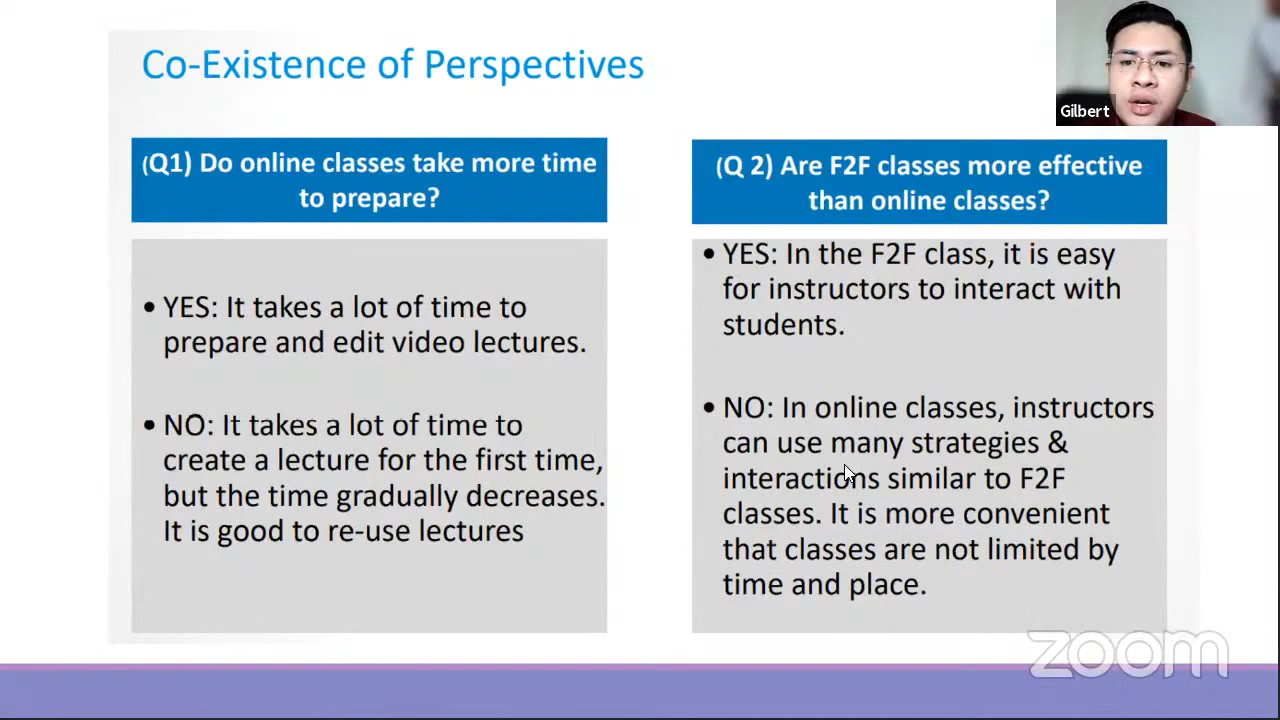 Co-Existence of Perspectives
Gilbert
(Q1) Do online classes take more time
to prepare?
• YES: It takes a lot of time to
prepare and edit video lectures.
• NO: It takes a lot of time to
create a lecture for the first time,
but the time gradually decreases.
It is good to re-use lectures
(Q 2) Are F2F classes more effective
than online classes?
• YES: In the F2F class, it is easy
for instructors to interact with
students.
• NO: In online classes, instructors
can use many strategies &
interactions similar to F2F
classes. It is more convenient
that classes are not limited by
time and place.
zoom